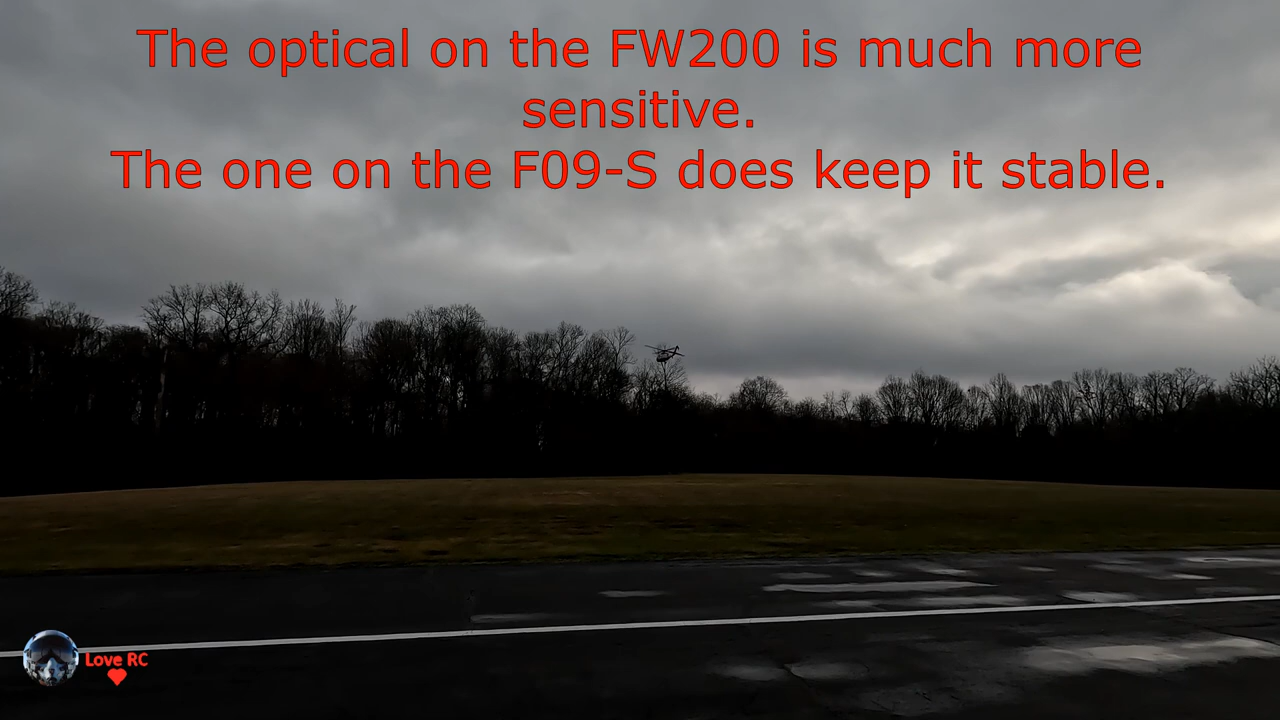 The optical on the FW200 is much more
sensitive.
The one on the F09-S does keep it stable.
Love RC